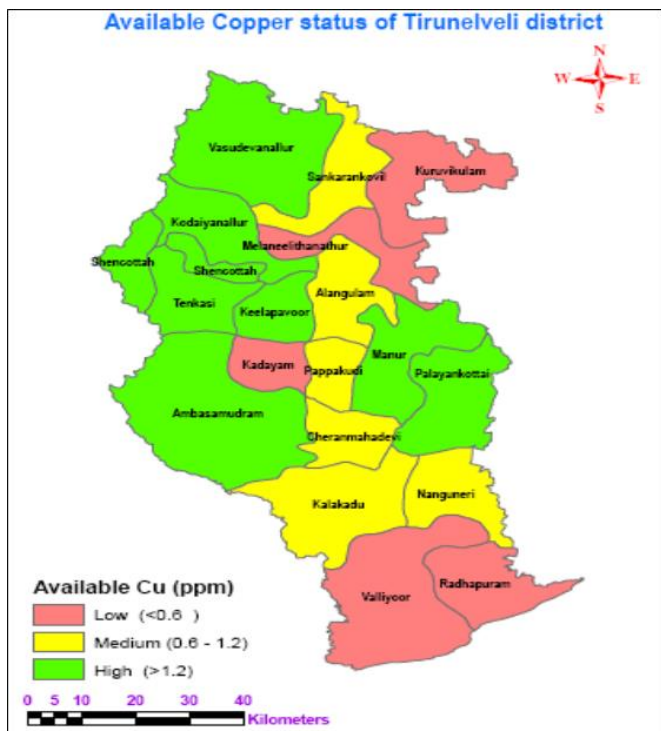 Available Copper status of Tirunelveli district
N
W E
S
Vasudevanallur
Sankarankovil
Kuruvikulam
Kodaiyanallur
Melaneelithanathur
Shencottah
Shencottah
Alangulam
Tenkasi
Keelapavoor
Manur
Kadayam
Pappakudi
Palayankottai
Ambasamudram
Cheranmahadevi
Kalakadu
Nanguneri
Valliyoor
Radhapuram
Available Cu (ppm)
Low (<0.6 )
Medium (0.6 - 1.2)
High (>1.2)
0 5 10 20 30 40
Kilometers